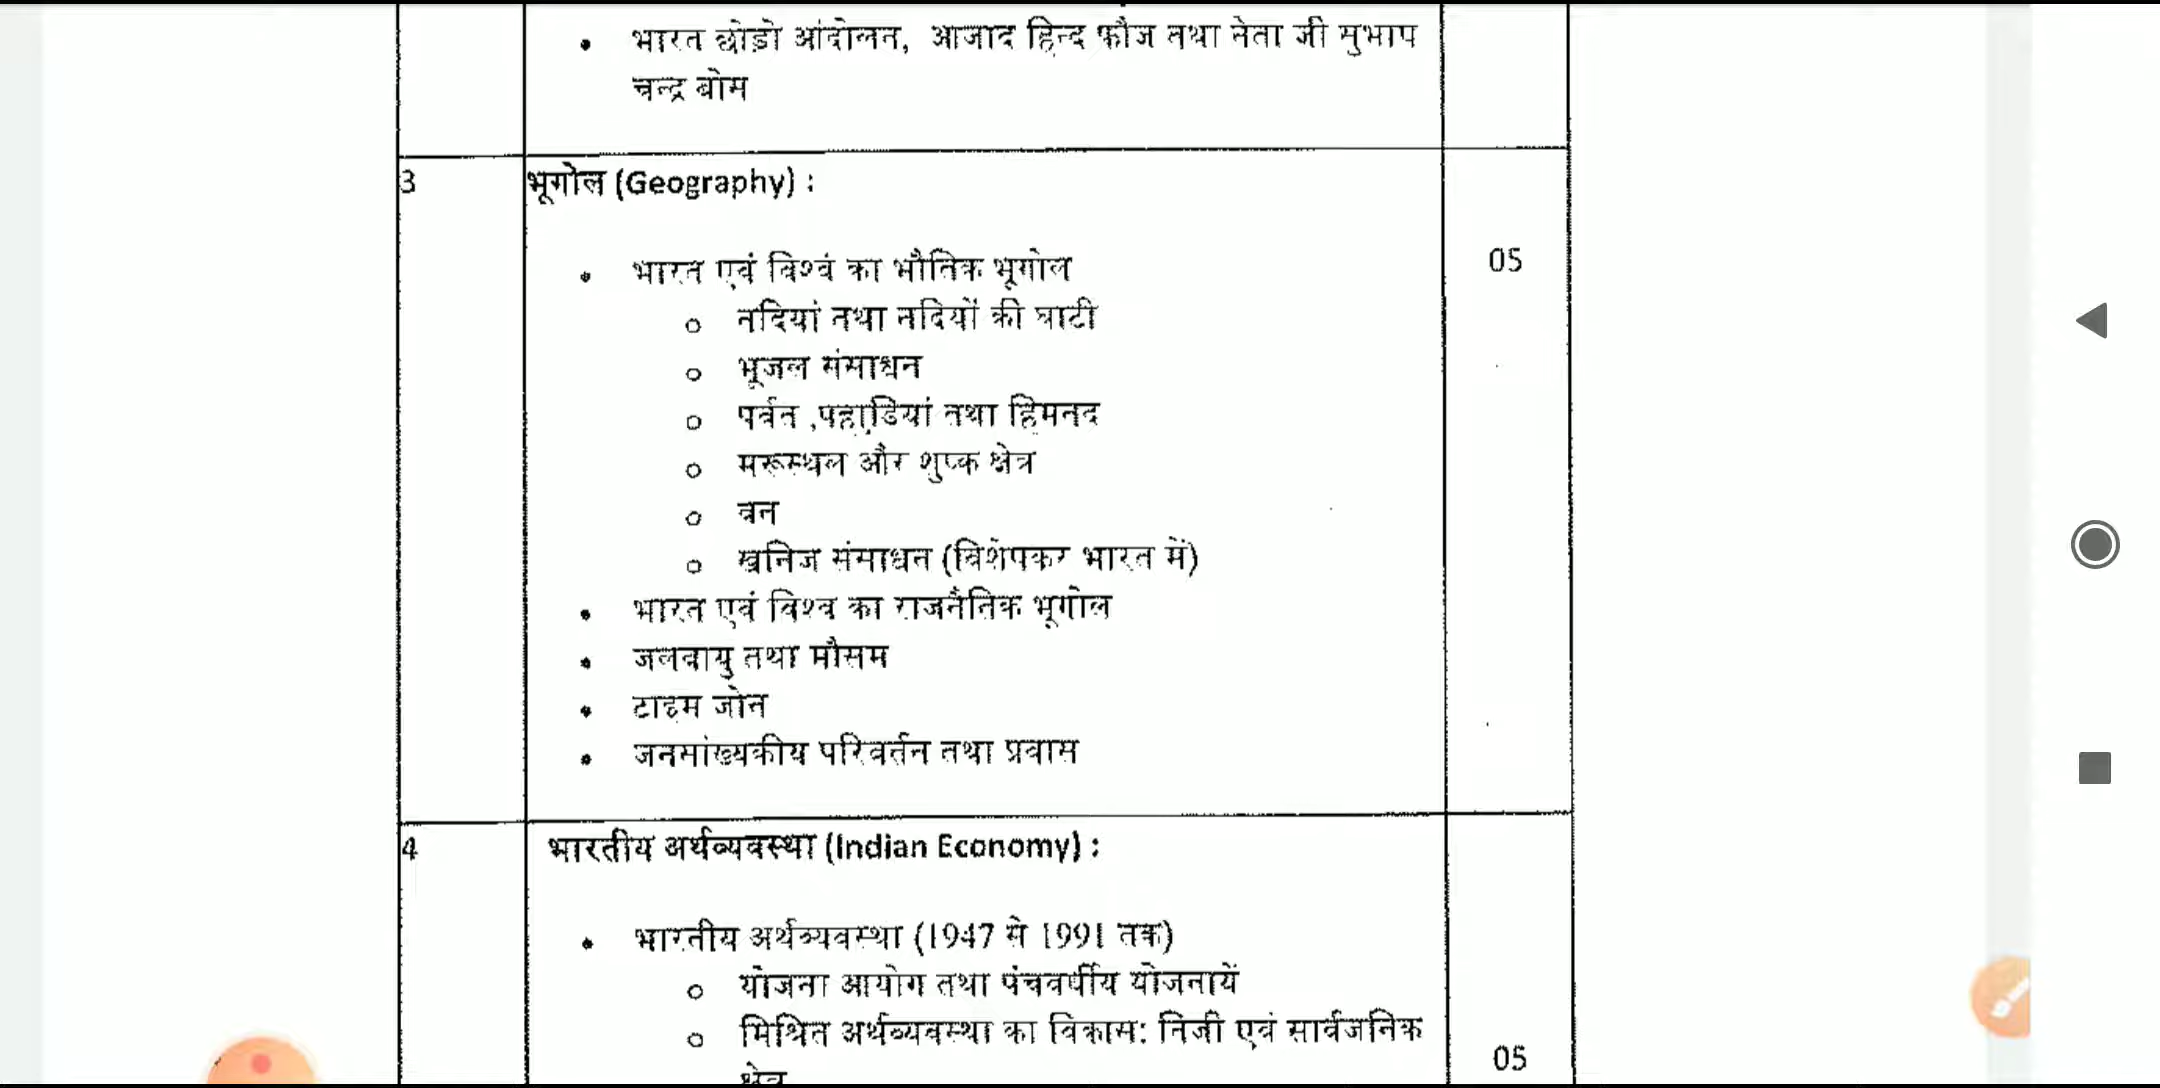 भारत छोड़ो आंदोलन, आजाद हिन्द फौज तथा नेता जी सुभाष
चन्द्र बोस
3
भूगोल (Geography) :
05
भारत एवं विश्वं का भौतिक भूगोल
नदियां तथा नदियों की घाटी
भूजल संसाधन
पर्वत ,पहाडियां तथा हिमनद
मरूस्थल और शुष्क क्षेत्र
वन
खनिज संसाधन (विशेषकर भारत में)
भारत एवं विश्व का राजनैतिक भूगोल
जलवायु तथा मौसम
टाइम जोन
जनसांख्यकीय परिवर्तन तथा प्रवास
4
भारतीय अर्थव्यवस्था (Indian Economy) :
भारतीय अर्थव्यवस्था (1947 से 1991 तक)
योजना आयोग तथा पंचवर्षीय योजनायें
मिश्रित अर्थव्यवस्था का विकास: निजी एवं सार्वजनिक
क्षेत्र
05